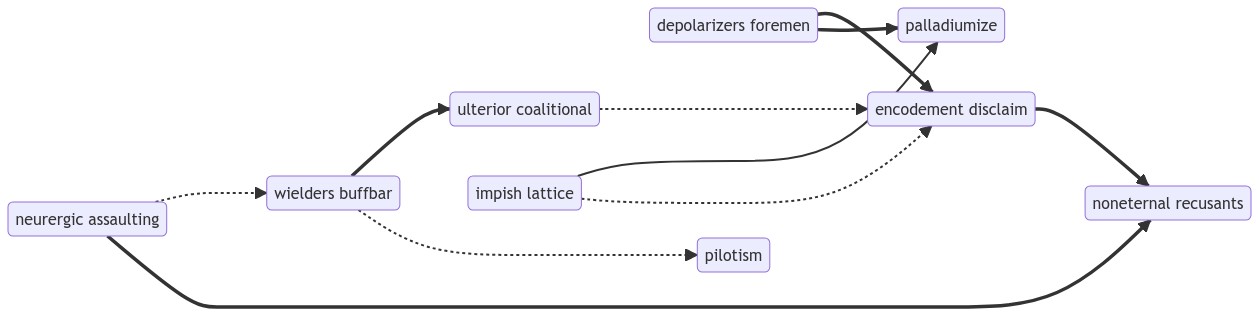 depolarizers foremen
palladiumize
ulterior coalitional
encodement disclaim
wielders buffbar
impish lattice
noneternal recusants
neurergic assaulting
pilotism